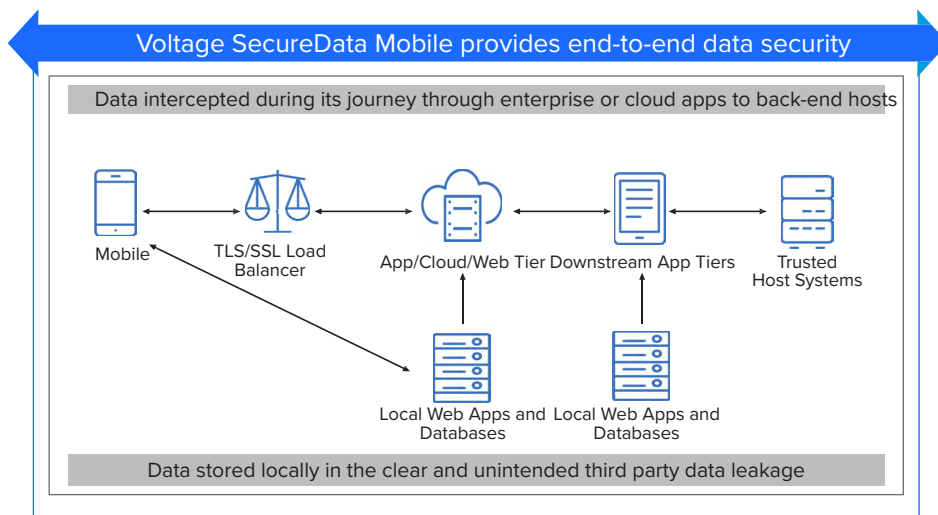 Voltage SecureData Mobile provides end-to-end data security
Data intercepted during its journey through enterprise or cloud apps to back-end hosts
Mobile
TLS/SSL Load
Balancer
App/Cloud/Web Tier
Downstream App Tiers
Trusted
Host Systems
Local Web Apps and
Databases
Local Web Apps and
Databases
Data stored locally in the clear and unintended third party data leakage